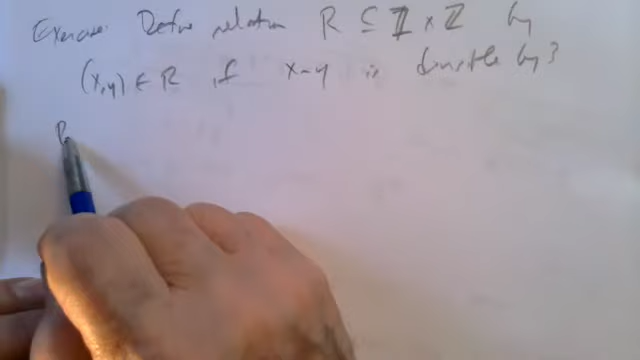 Exercise: Define relation R ⊆ ℤ × ℤ by
(x,y) ∈ R if x-y is divisible by 3